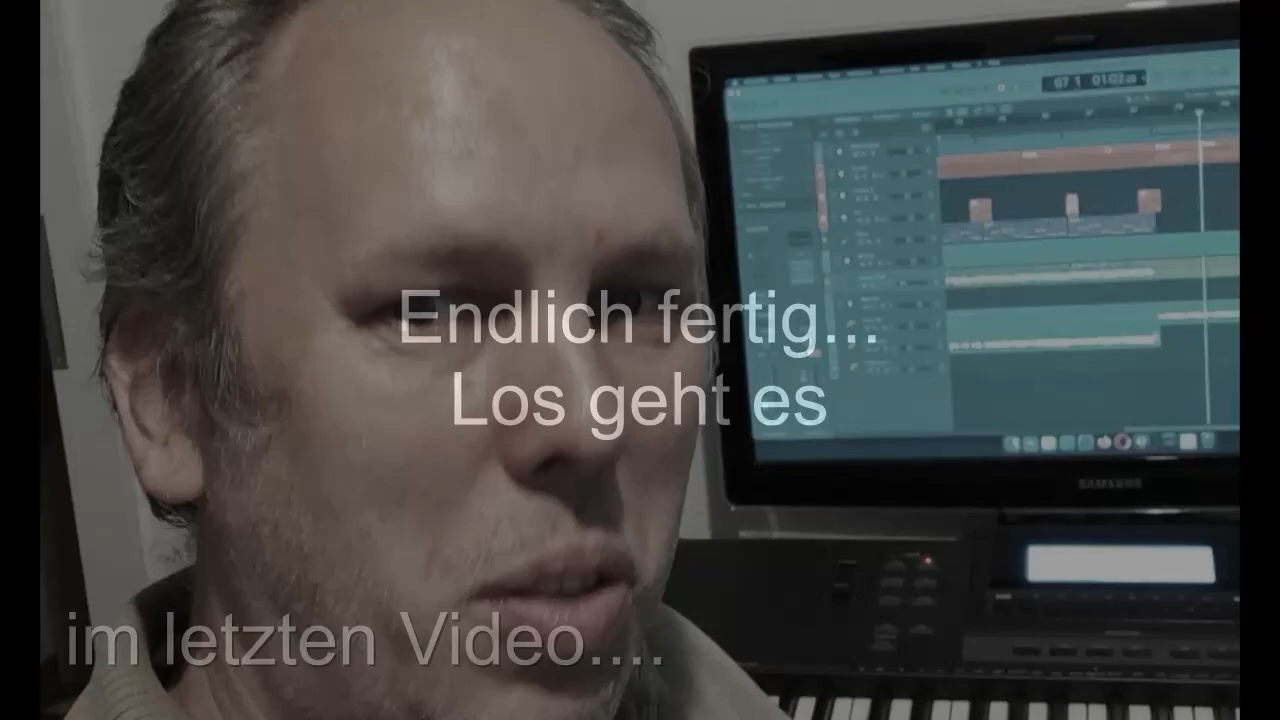 Endlich fertig...
Los geht es
im letzten Video....
SAMSUNG